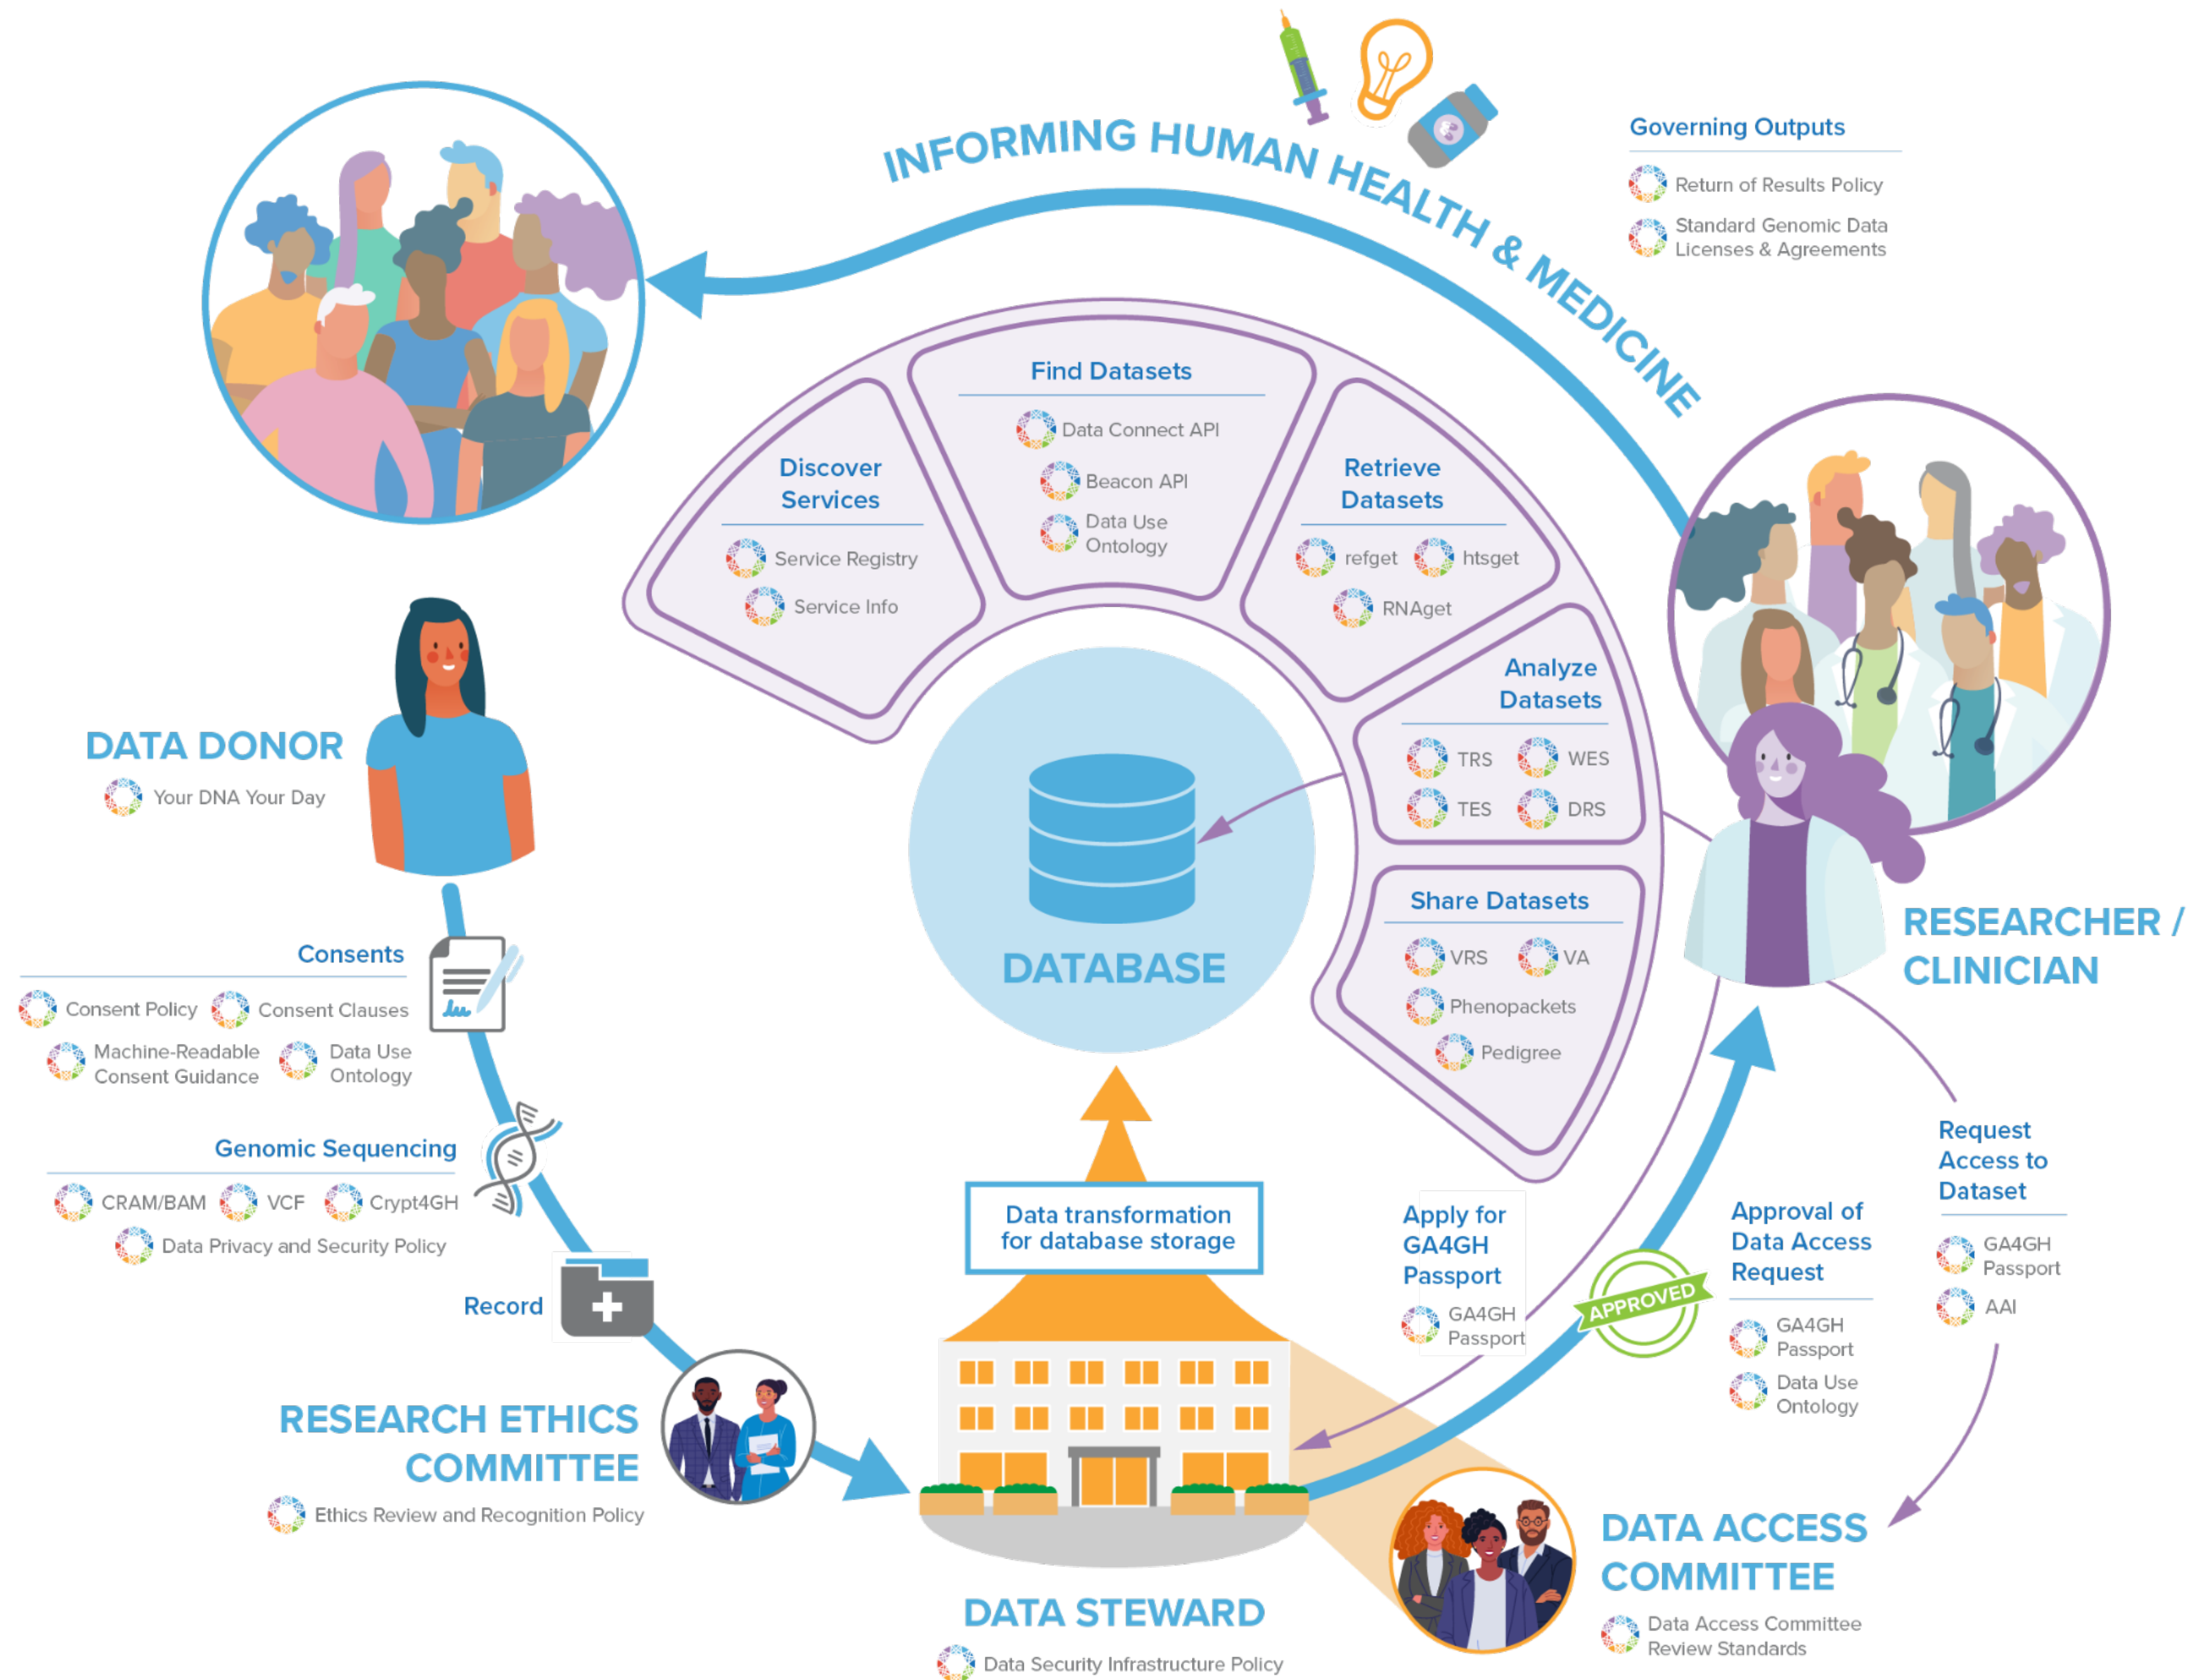 INFORMING HUMAN HEALTH & MEDICINE
Governing Outputs
Return of Results Policy
Standard Genomic Data
Licenses & Agreements
Find Datasets
Data Connect API
Beacon API
Data Use
Ontology
Discover
Services
Service Registry
Service Info
Retrieve
Datasets
refget
htsget
RNAget
Analyze
Datasets
TRS
WES
TES
DRS
Share Datasets
VRS
VA
Phenopackets
Pedigree
DATABASE
DATA DONOR
Your DNA Your Day
Consents
Consent Policy
Consent Clauses
Machine-Readable
Consent Guidance
Data Use
Ontology
Genomic Sequencing
CRAM/BAM
VCF
Crypt4GH
Data Privacy and Security Policy
Record
RESEARCH ETHICS
COMMITTEE
Ethics Review and Recognition Policy
Data transformation
for database storage
DATA STEWARD
Data Security Infrastructure Policy
RESEARCHER /
CLINICIAN
Apply for
GA4GH
Passport
GA4GH
Passport
APPROVED
Approval of
Data Access
Request
GA4GH
Passport
Data Use
Ontology
Request
Access to
Dataset
GA4GH
Passport
AAI
DATA ACCESS
COMMITTEE
Data Access Committee
Review Standards